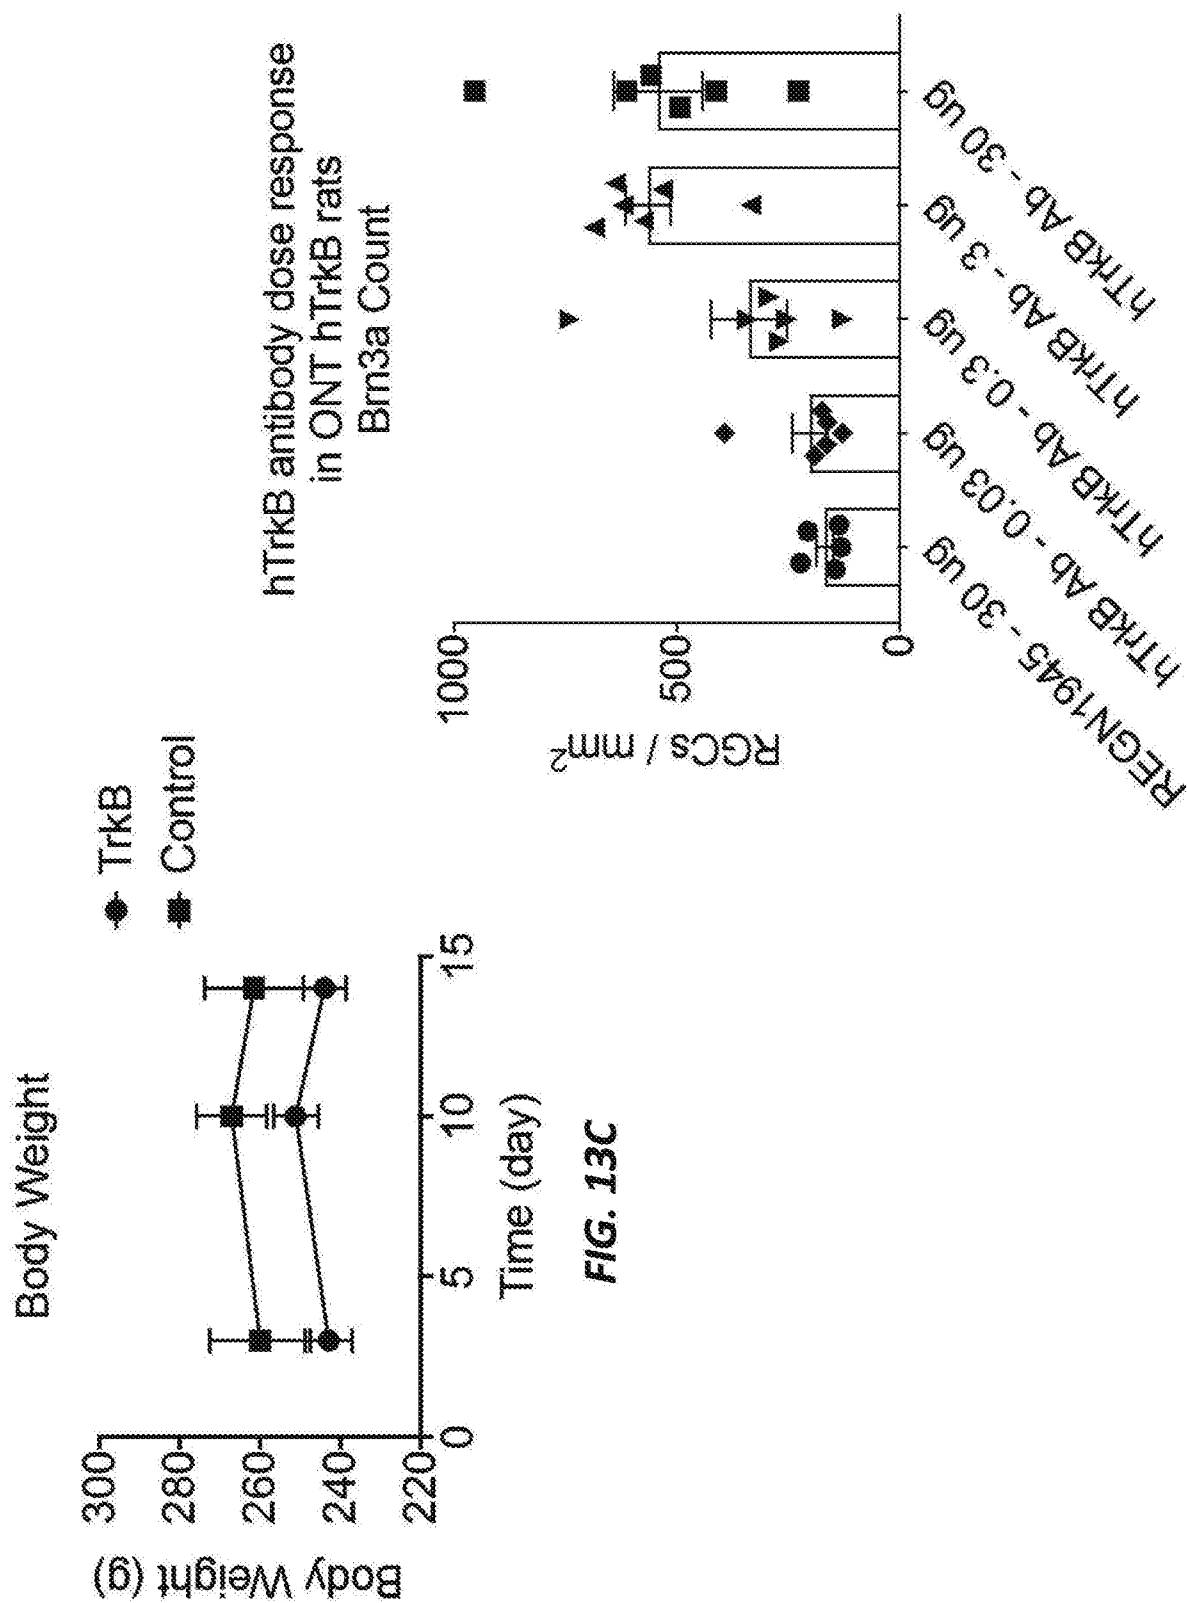 Body Weight
TrkB
Control
300
280
260
240
220
Body Weight (g)
0
5
10
15
Time (day)
FIG. 13C
hTrkB antibody dose response
in ONT hTrkB rats
Brn3a Count
1000
500
0
RGCs / mm²
REGN1945 - 30 ug
hTrkB Ab - 0.03 ug
hTrkB Ab - 0.3 ug
hTrkB Ab - 3 ug
hTrkB Ab - 30 ug